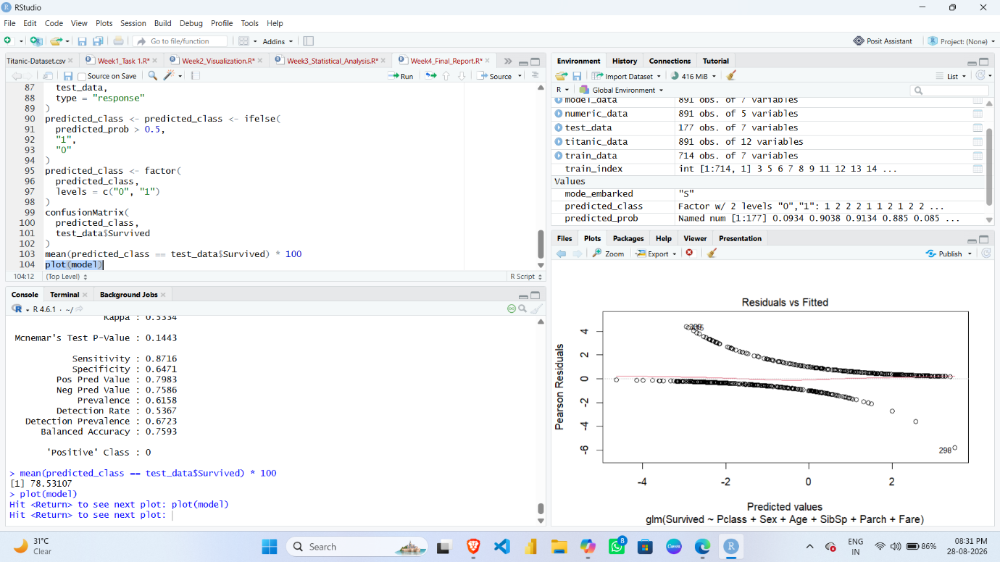 RStudio
File Edit Code View Plots Session Build Debug Profile Tools Help
Go to file/function Addins Posit Assistant Project: (None)
Titanic-Dataset.csv Week1_Task 1.R* Week2_Visualization.R* Week3_Statistical_Analysis.R* Week4_Final_Report.R*
Source on Save Run Source
87 test_data,
88 type = "response"
89 )
90 predicted_class <- predicted_class <- ifelse(
91 predicted_prob > 0.5,
92 "1",
93 "0"
94 )
95 predicted_class <- factor(
96 predicted_class,
97 levels = c("0", "1")
98 )
99 confusionMatrix(
100 predicted_class,
101 test_data$Survived
102 )
103 mean(predicted_class == test_data$Survived) * 100
104 plot(model)
104:12 (Top Level) R Script
Console Terminal Background Jobs
R 4.6.1 · ~/
Kappa : 0.5334
Mcnemar's Test P-Value : 0.1443
Sensitivity : 0.8716
Specificity : 0.6471
Pos Pred Value : 0.7983
Neg Pred Value : 0.7586
Prevalence : 0.6158
Detection Rate : 0.5367
Detection Prevalence : 0.6723
Balanced Accuracy : 0.7593
'Positive' Class : 0
> mean(predicted_class == test_data$Survived) * 100
[1] 78.53107
> plot(model)
Hit <Return> to see next plot: plot(model)
Hit <Return> to see next plot:
Environment History Connections Tutorial
Import Dataset 416 MiB List
R Global Environment
model_data 891 obs. of 7 variables
numeric_data 891 obs. of 5 variables
test_data 177 obs. of 7 variables
titanic_data 891 obs. of 12 variables
train_data 714 obs. of 7 variables
train_index int [1:714, 1] 3 5 6 7 8 9 11 12 13 14 ...
Values
mode_embarked "S"
predicted_class Factor w/ 2 levels "0","1": 1 2 2 2 1 1 2 1 2 2 ...
predicted_prob Named num [1:177] 0.0934 0.9038 0.9134 0.885 0.085 ...
Files Plots Packages Help Viewer Presentation
Zoom Export Publish
Residuals vs Fitted
Pearson Residuals
4
2
0
-2
-4
-6
298
-4 -2 0 2
Predicted values
glm(Survived ~ Pclass + Sex + Age + SibSp + Parch + Fare)
31°C
Clear
Search
8
ENG
IN
86%
08:31 PM
28-08-2026